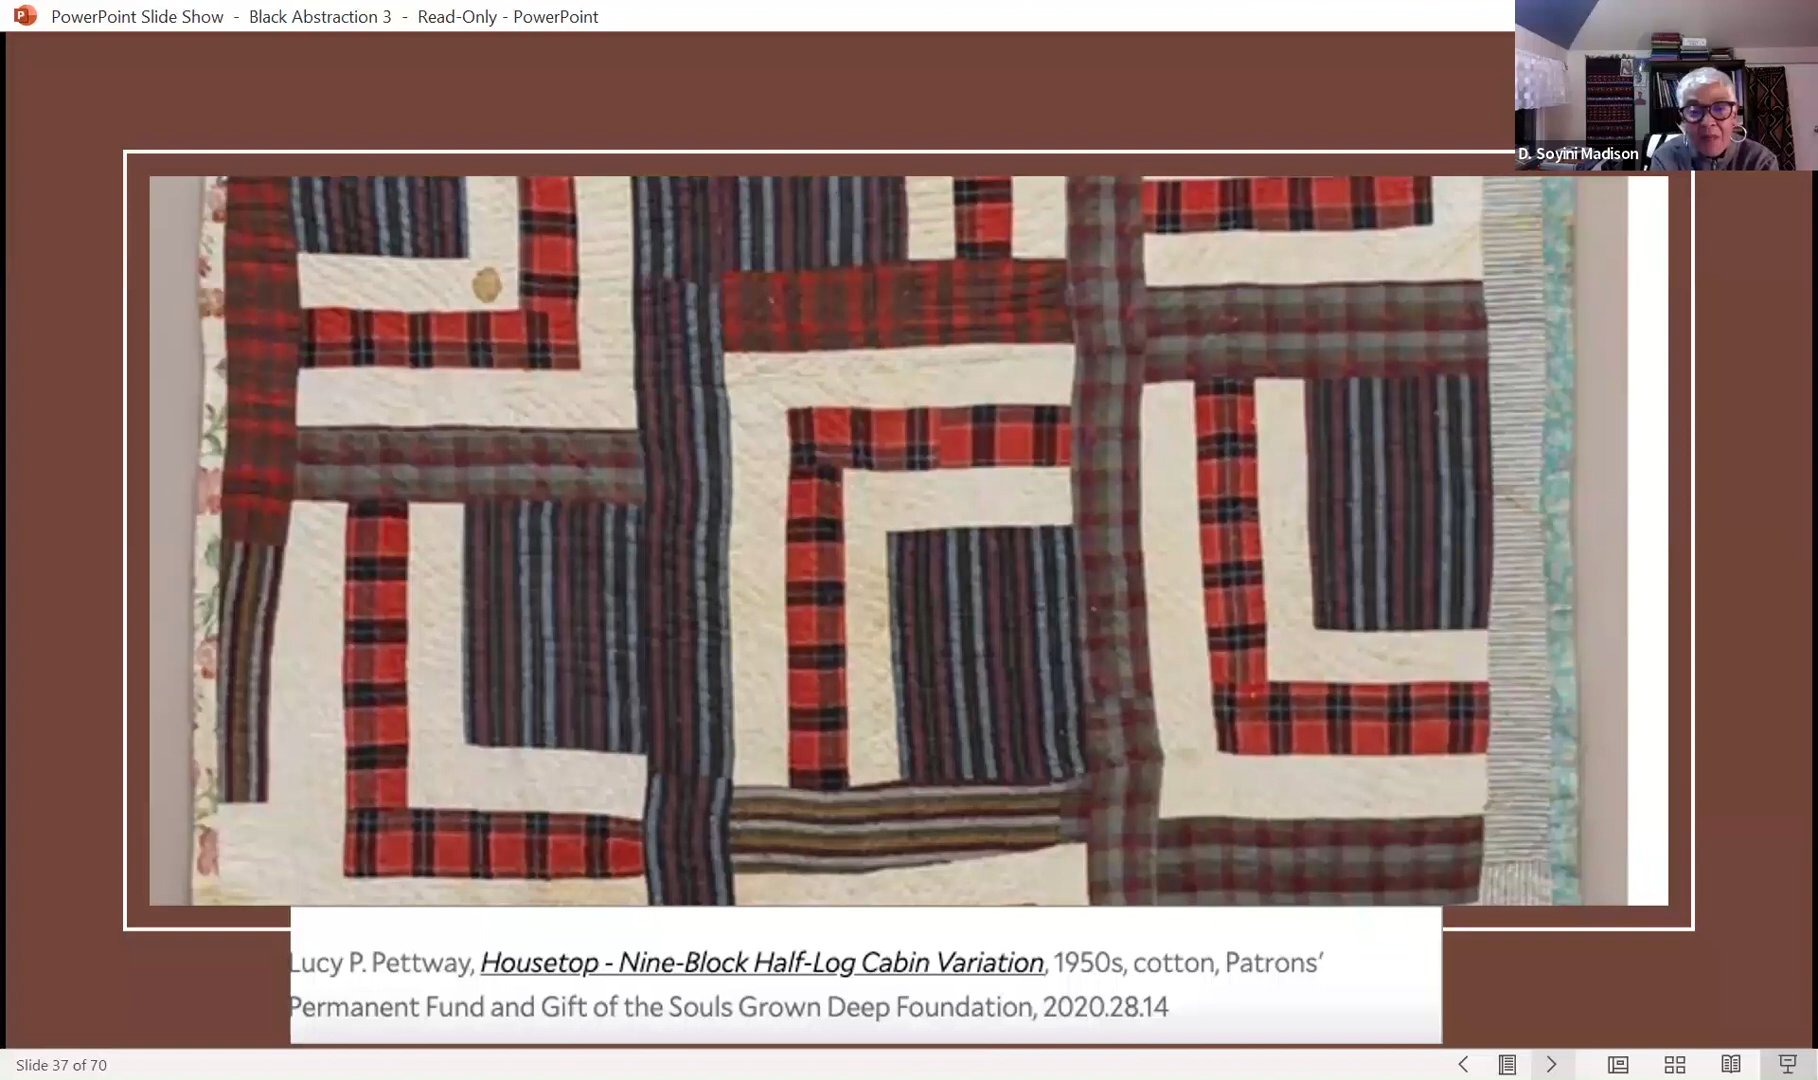 PowerPoint Slide Show - Black Abstraction 3 - Read-Only - PowerPoint
D. Soyini Madison
Lucy P. Pettway, Housetop - Nine-Block Half-Log Cabin Variation, 1950s, cotton, Patrons’
Permanent Fund and Gift of the Souls Grown Deep Foundation, 2020.28.14
Slide 37 of 70